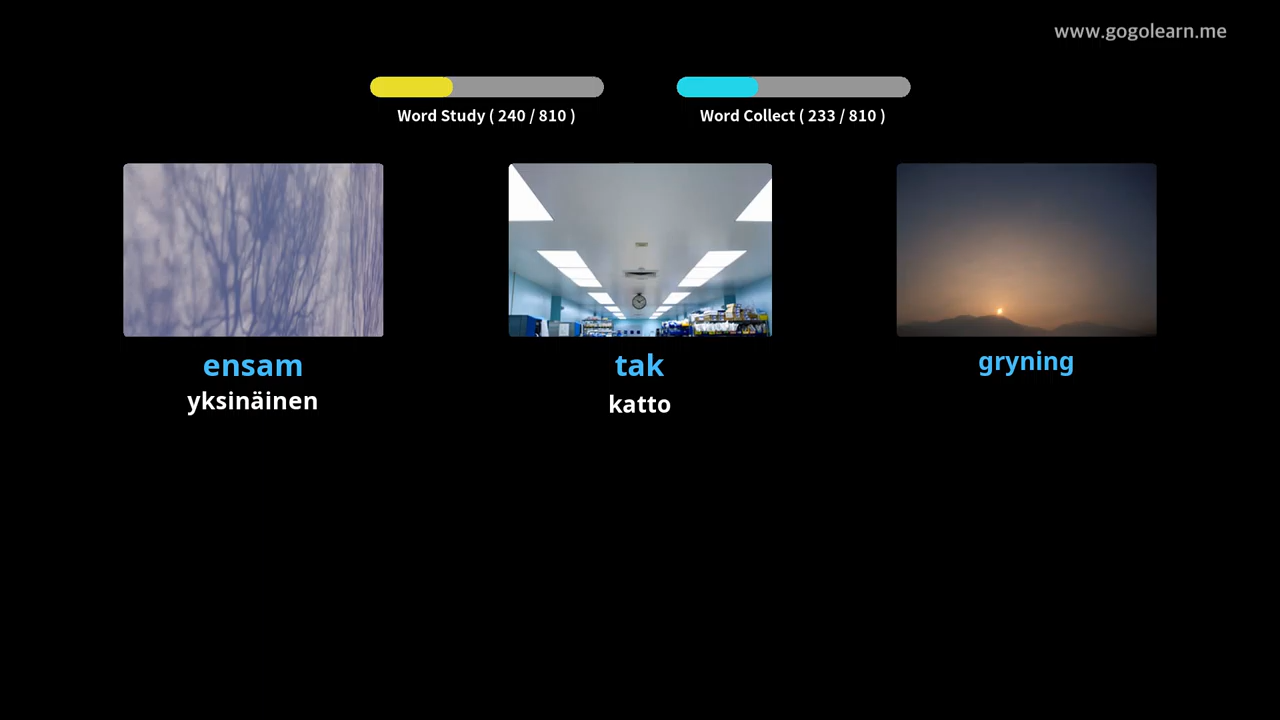 www.gogolearn.me
Word Study ( 240 / 810 )
Word Collect ( 233 / 810 )
ensam
yksinäinen
tak
katto
gryning